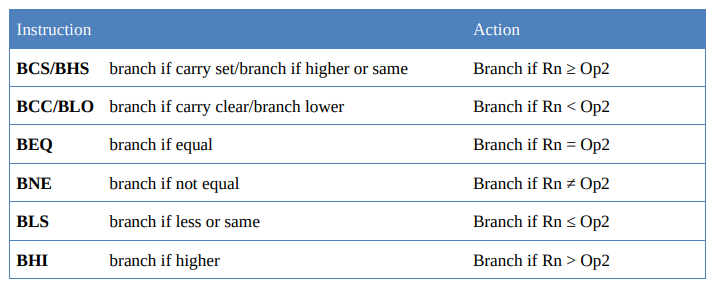 Instruction Action
BCS/BHS branch if carry set/branch if higher or same Branch if Rn ≥ Op2
BCC/BLO branch if carry clear/branch lower Branch if Rn < Op2
BEQ branch if equal Branch if Rn = Op2
BNE branch if not equal Branch if Rn ≠ Op2
BLS branch if less or same Branch if Rn ≤ Op2
BHI branch if higher Branch if Rn > Op2